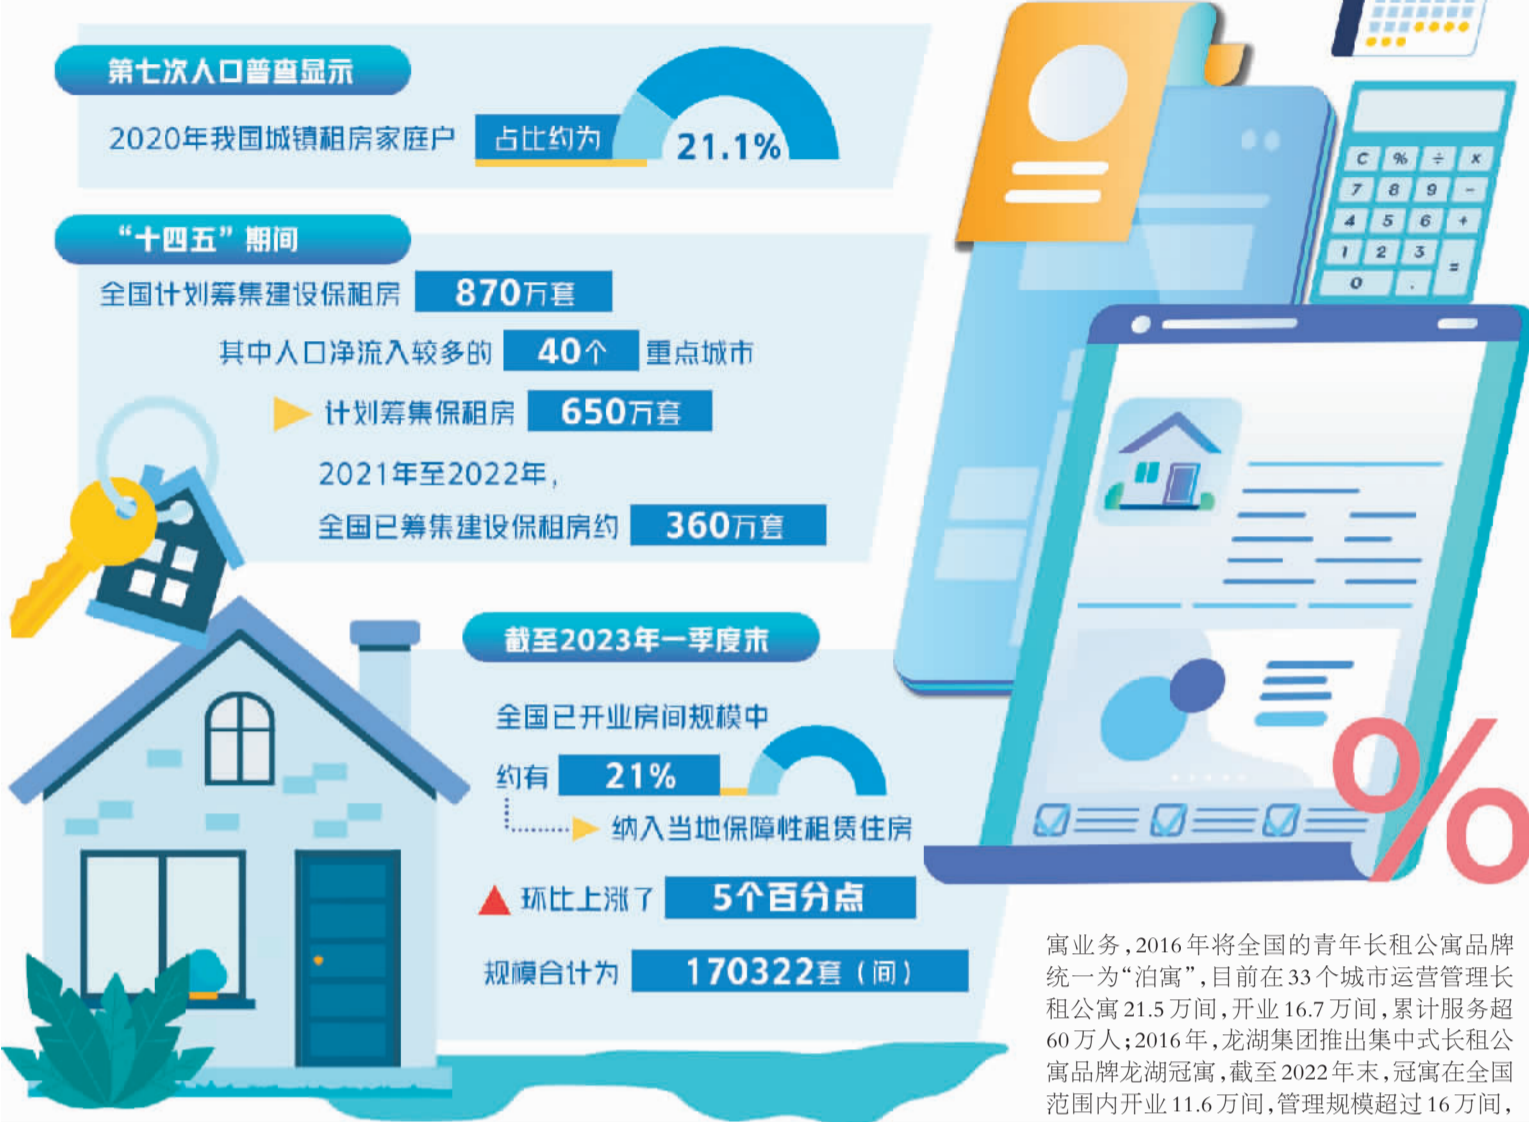 第七次人口普查显示
2020年我国城镇租房家庭户 占比约为 21.1%
“十四五”期间
全国计划筹集建设保租房 870万套
其中人口净流入较多的 40个 重点城市
计划筹集保租房 650万套
2021年至2022年，
全国已筹集建设保租房约 360万套
截至2023年一季度末
全国已开业房间规模中
约有 21%
纳入当地保障性租赁住房
环比上涨了 5个百分点
规模合计为 170322套（间）
C % ÷ x
7 8 9 -
4 5 6 +
1 2 3 =
0 .
%
寓业务，2016年将全国的青年长租公寓品牌
统一为“泊寓”，目前在33个城市运营管理长
租公寓21.5万间，开业16.7万间，累计服务超
60万人；2016年，龙湖集团推出集中式长租公
寓品牌龙湖冠寓，截至2022年末，冠寓在全国
范围内开业11.6万间，管理规模超过16万间，